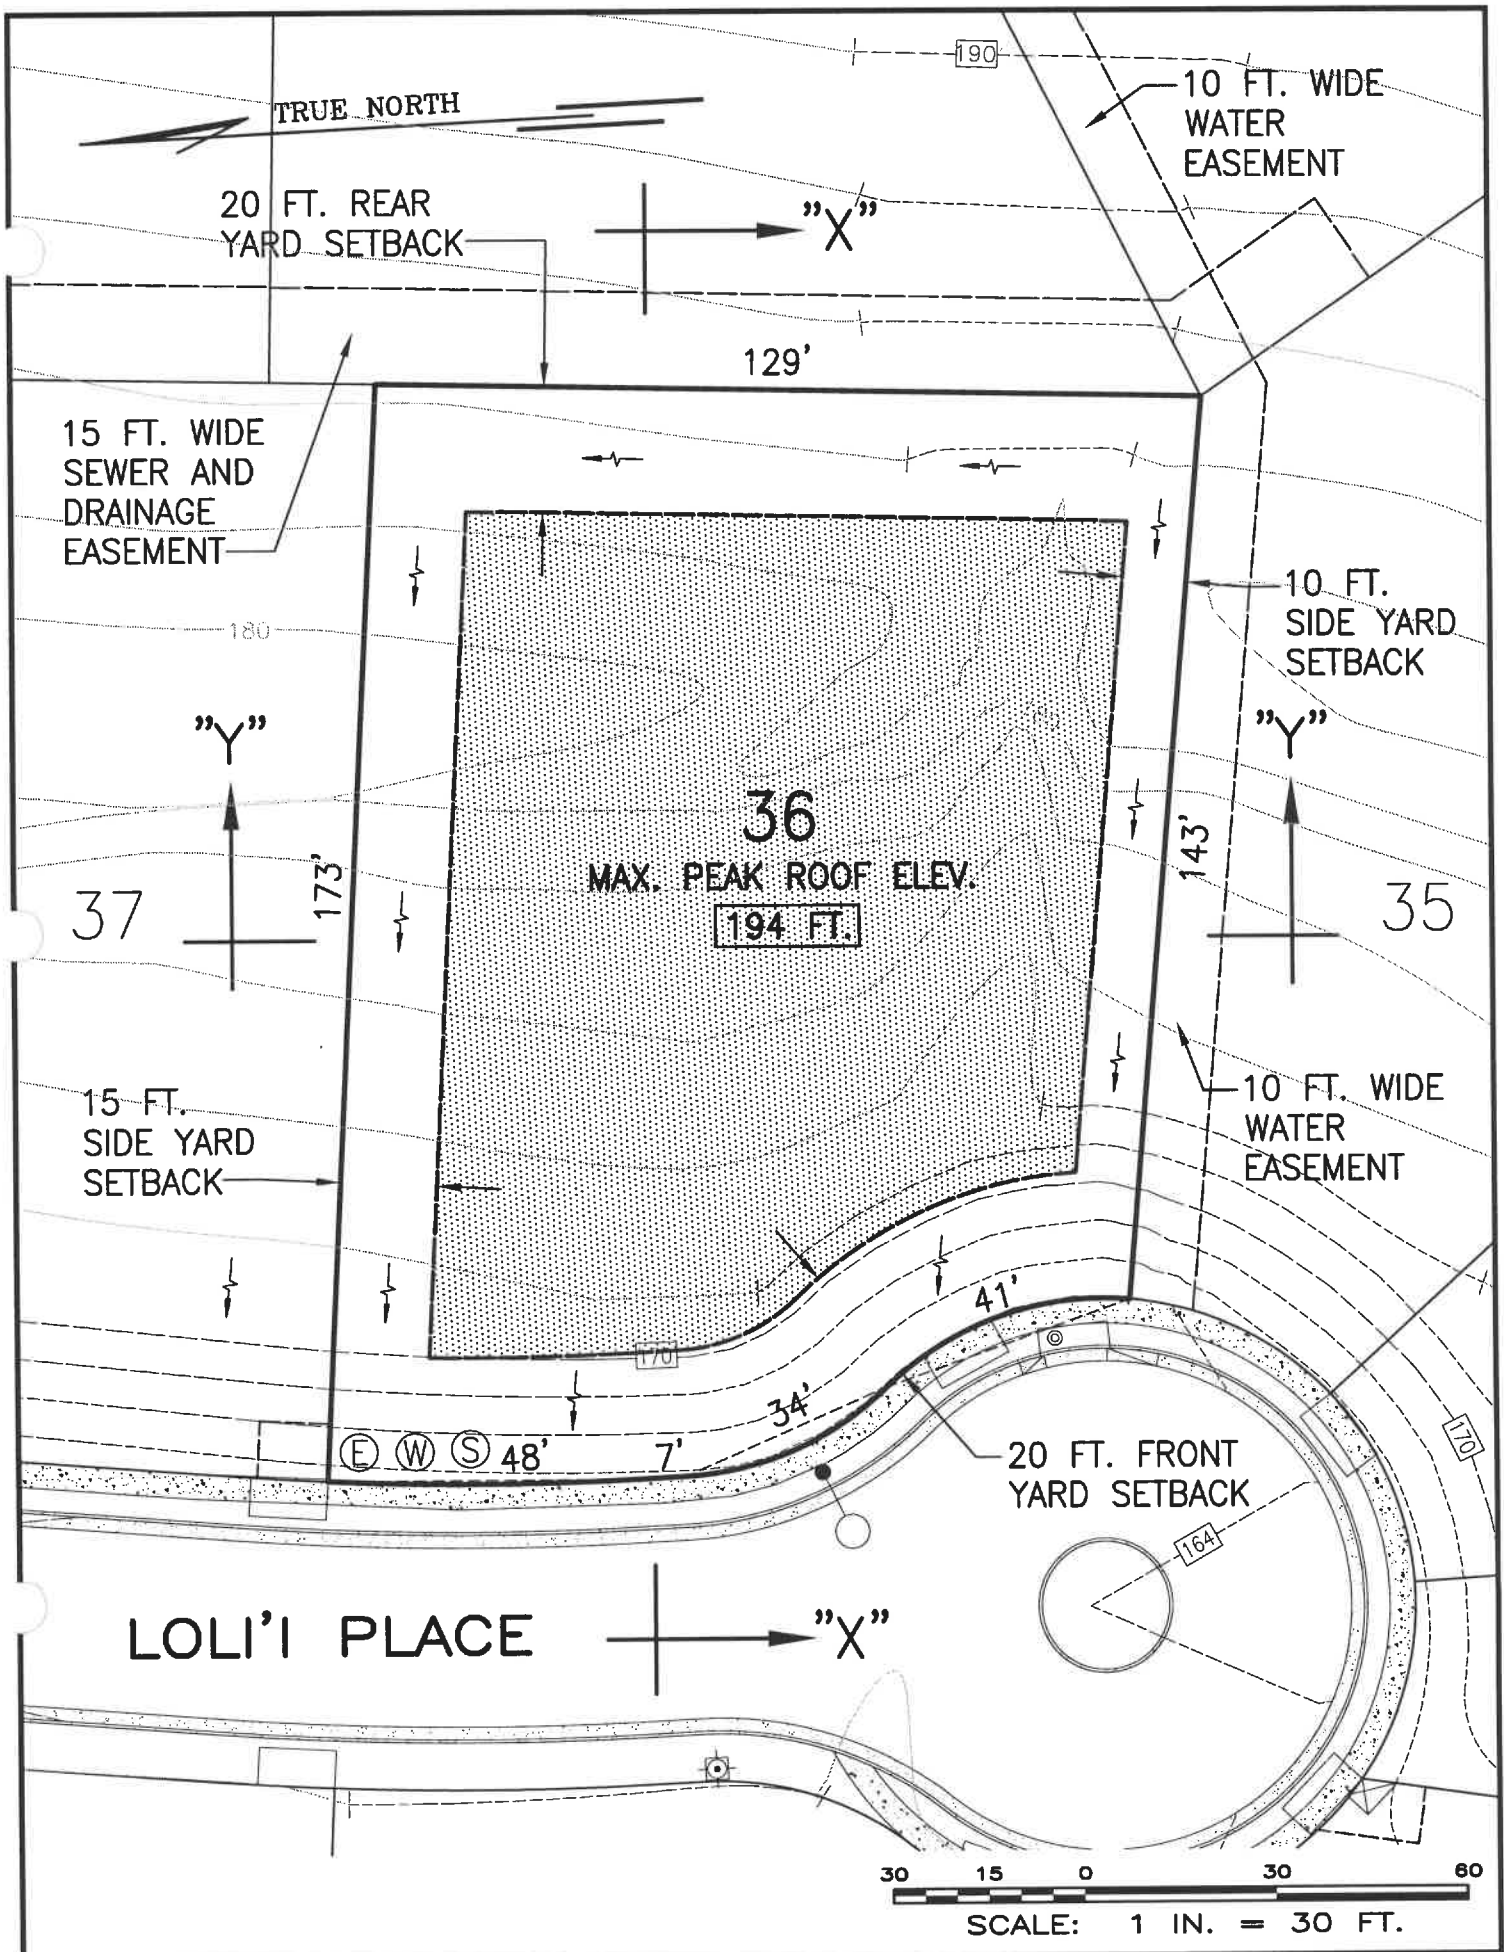 190
10 FT. WIDE
WATER
EASEMENT
TRUE NORTH
20 FT. REAR
YARD SETBACK
"X"
129'
15 FT. WIDE
SEWER AND
DRAINAGE
EASEMENT
10 FT.
SIDE YARD
SETBACK
180
"Y"
"Y"
36
MAX. PEAK ROOF ELEV.
194 FT.
173'
143'
37
35
15 FT.
SIDE YARD
SETBACK
10 FT. WIDE
WATER
EASEMENT
41'
170
34'
E W S 48' 7'
20 FT. FRONT
YARD SETBACK
170
164
LOLI'I PLACE
"X"
30 15 0 30 60
SCALE: 1 IN. = 30 FT.